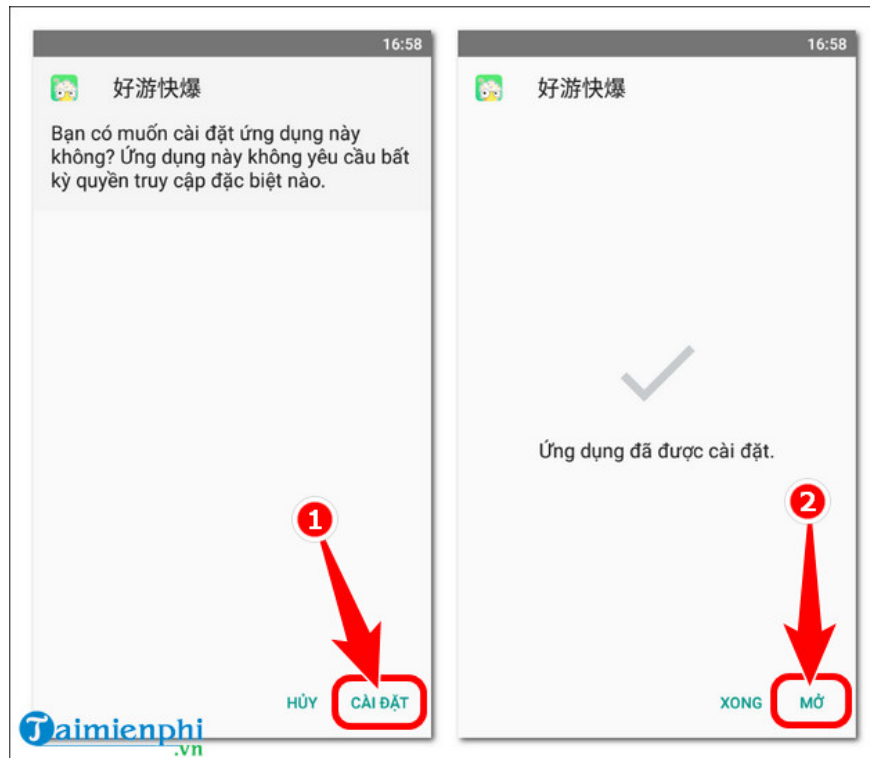 16:58
好游快爆
Bạn có muốn cài đặt ứng dụng này
không? Ứng dụng này không yêu cầu bất
kỳ quyền truy cập đặc biệt nào.
1
HỦY CÀI ĐẶT
16:58
好游快爆
Ứng dụng đã được cài đặt.
2
XONG MỞ
Taimienphi
.vn